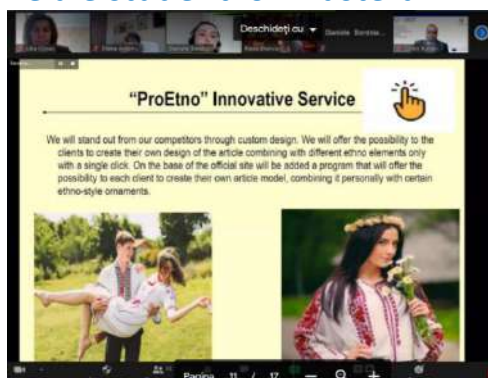 Deschideți cu
"ProEtno" Innovative Service
We will stand out from our competitors through custom design. We will offer the possibility to the
clients to create their own design of the article combining with different ethno elements only
with a single click. On the base of the official site will be added a program that will offer the
possibility to each client to create their own article model, combining it personally with certain
ethno-style ornaments.
Pagina 11 / 17